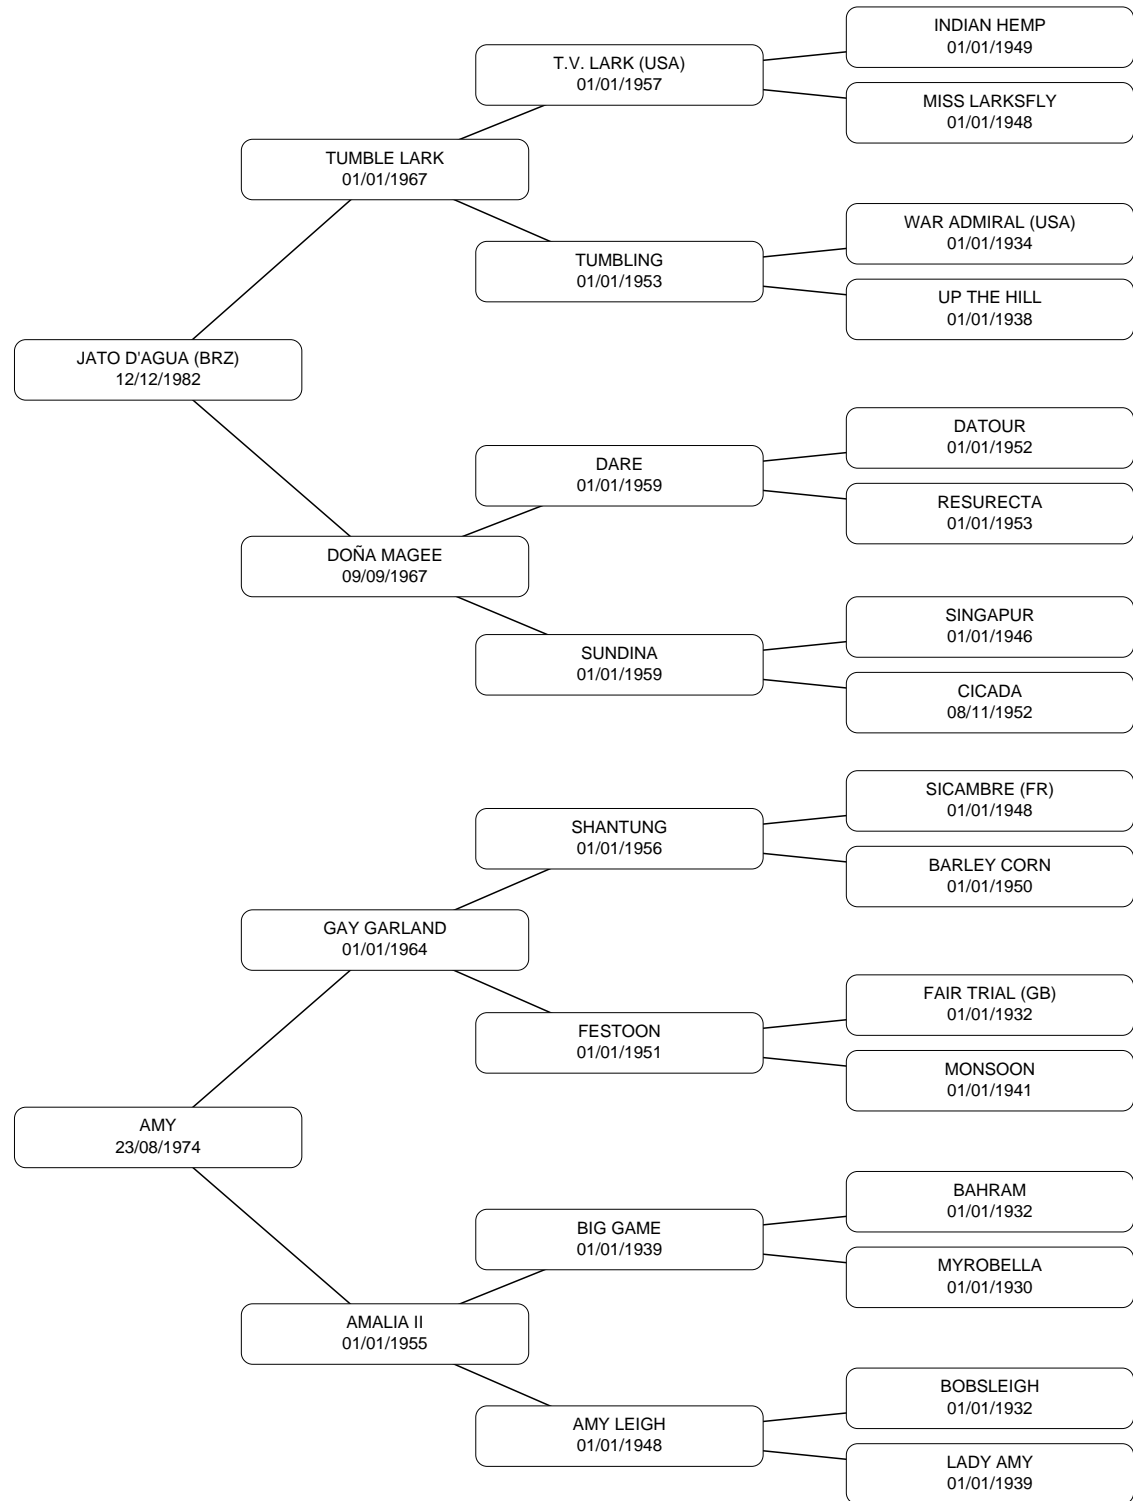 INDIAN HEMP
01/01/1949
T.V. LARK (USA)
01/01/1957
MISS LARKSFLY
01/01/1948
TUMBLE LARK
01/01/1967
WAR ADMIRAL (USA)
01/01/1934
TUMBLING
01/01/1953
UP THE HILL
01/01/1938
JATO D'AGUA (BRZ)
12/12/1982
DATOUR
01/01/1952
DARE
01/01/1959
RESURECTA
01/01/1953
DOÑA MAGEE
09/09/1967
SINGAPUR
01/01/1946
SUNDINA
01/01/1959
CICADA
08/11/1952
SICAMBRE (FR)
01/01/1948
SHANTUNG
01/01/1956
BARLEY CORN
01/01/1950
GAY GARLAND
01/01/1964
FAIR TRIAL (GB)
01/01/1932
FESTOON
01/01/1951
MONSOON
01/01/1941
AMY
23/08/1974
BAHRAM
01/01/1932
BIG GAME
01/01/1939
MYROBELLA
01/01/1930
AMALIA II
01/01/1955
BOBSLEIGH
01/01/1932
AMY LEIGH
01/01/1948
LADY AMY
01/01/1939